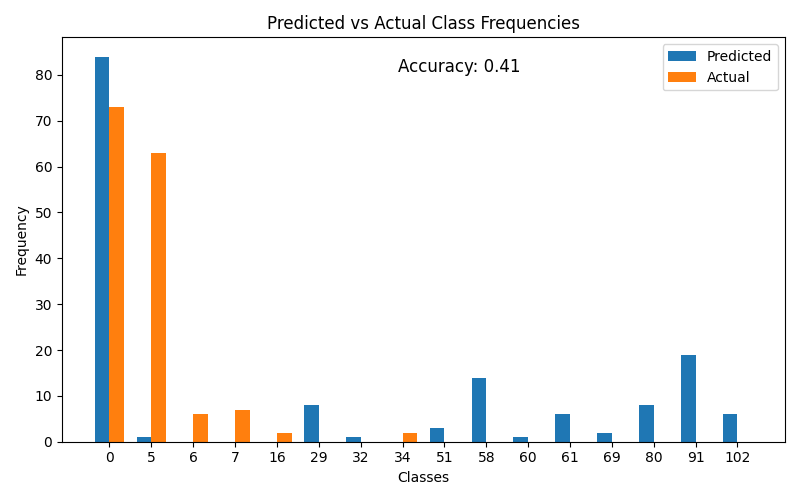 Predicted vs Actual Class Frequencies
Accuracy: 0.41
Predicted
Actual
Frequency
80
70
60
50
40
30
20
10
0
0 5 6 7 16 29 32 34 51 58 60 61 69 80 91 102
Classes